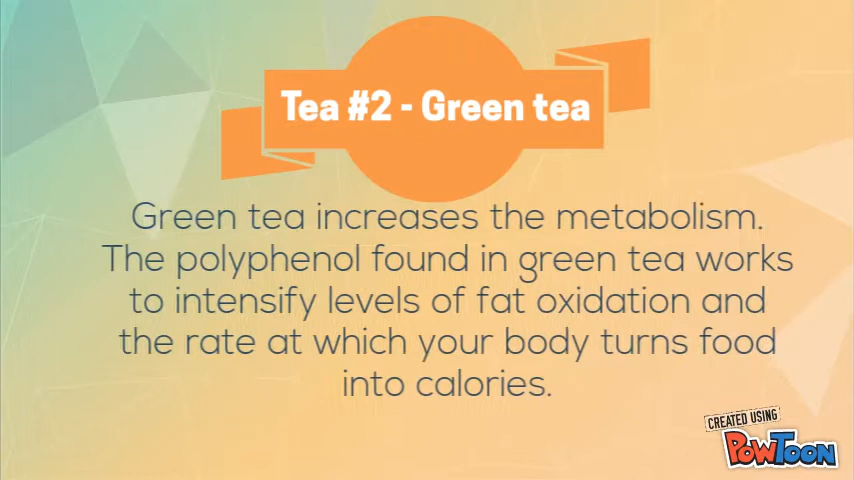 Tea #2 - Green tea
Green tea increases the metabolism.
The polyphenol found in green tea works
to intensify levels of fat oxidation and
the rate at which your body turns food
into calories.
CREATED USING
POWTOON